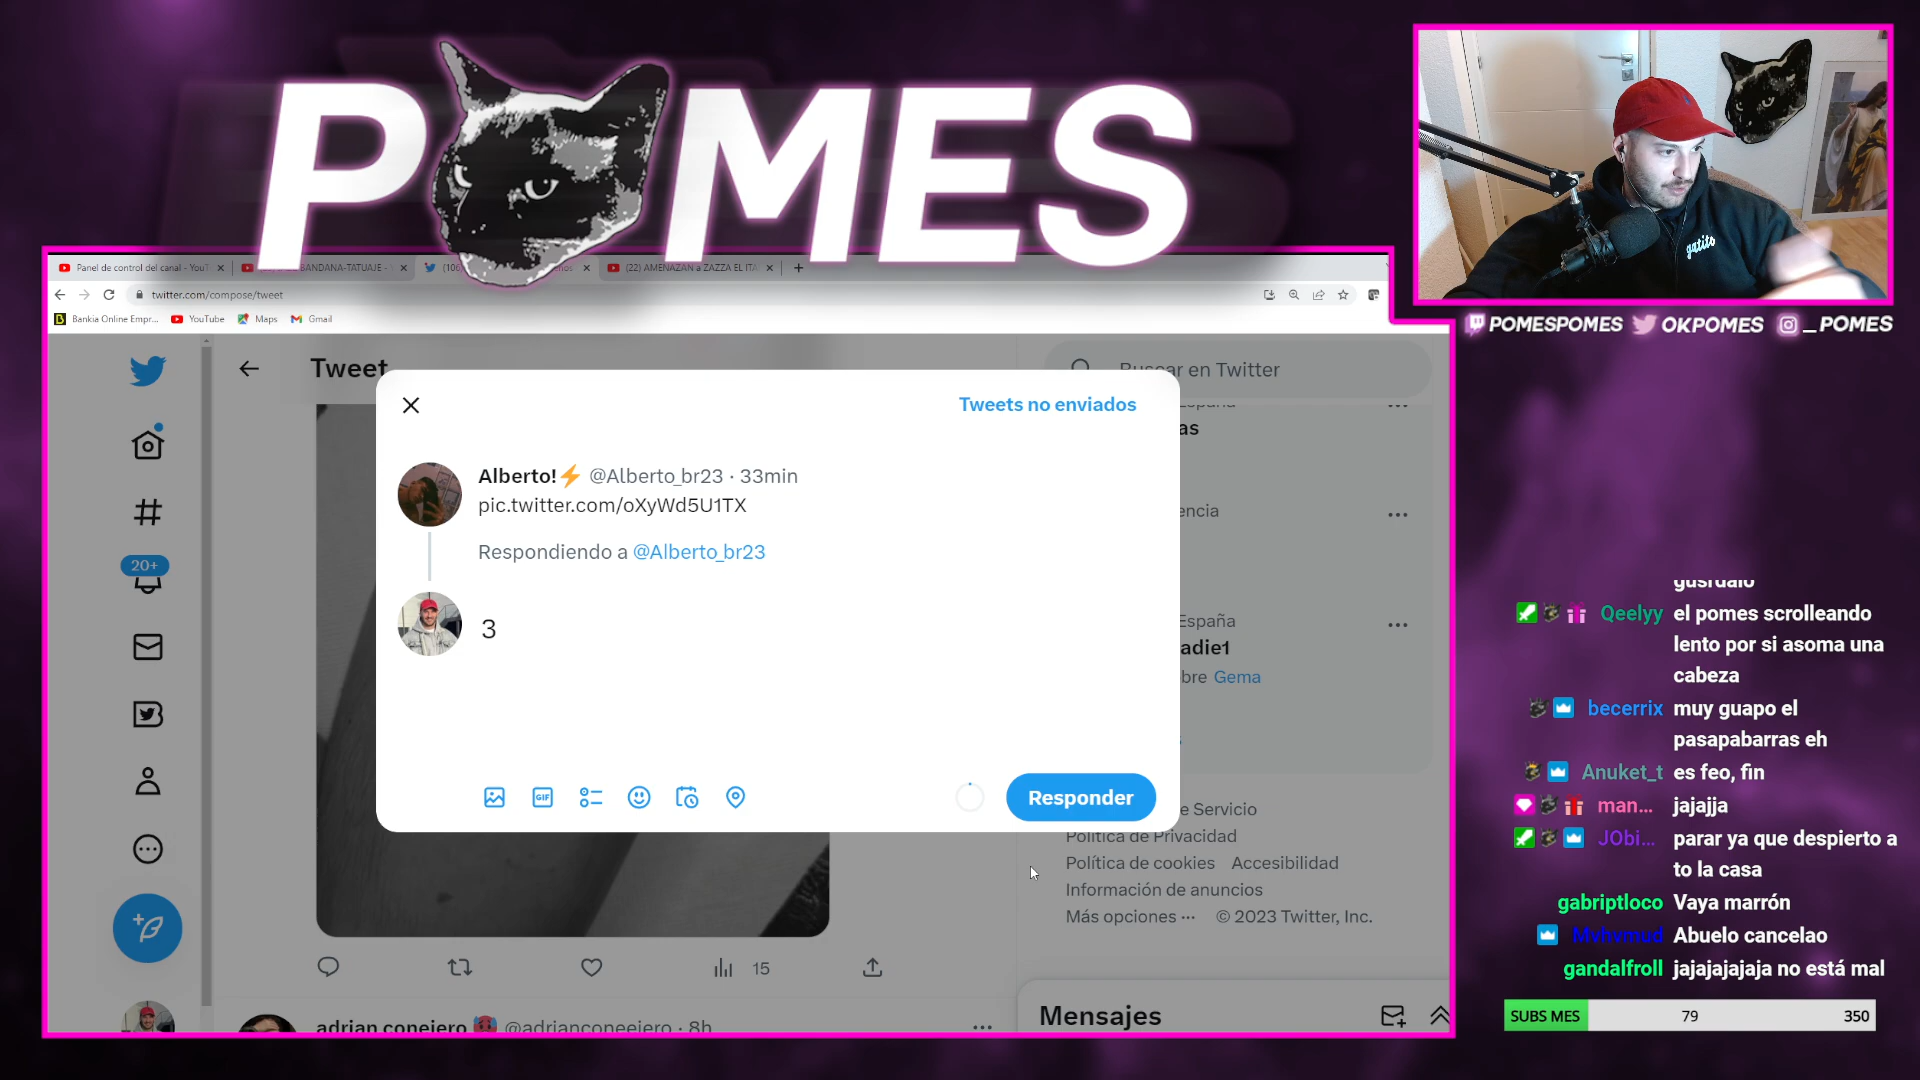 POMES
Panel de control del canal - YouT
BANDANA-TATUAJE -
(22) AMENAZAN a ZAZZA EL ITA
twitter.com/compose/tweet
Bankia Online Empr...
YouTube
Maps
Gmail
gatito
POMESPOMES
OKPOMES
_POMES
Tweet
Buscar en Twitter
Tweets no enviados
España
as
Alberto!⚡ @Alberto_br23 · 33min
pic.twitter.com/oXyWd5U1TX
encia
Respondiendo a @Alberto_br23
20+
3
España
adie1
bre Gema
GIF
Responder
e Servicio
Política de Privacidad
Política de cookies Accesibilidad
Información de anuncios
Más opciones ··· © 2023 Twitter, Inc.
15
Mensajes
adrian conejero @adrianconeejero · 8h
Qeelyy el pomes scrolleando
lento por si asoma una
cabeza
becerrix muy guapo el
pasapabarras eh
Anuket_t es feo, fin
man... jajajja
JObi... parar ya que despierto a
to la casa
gabriptloco Vaya marrón
Mvhvmud Abuelo cancelao
gandalfroll jajajajajaja no está mal
SUBS MES 79 350